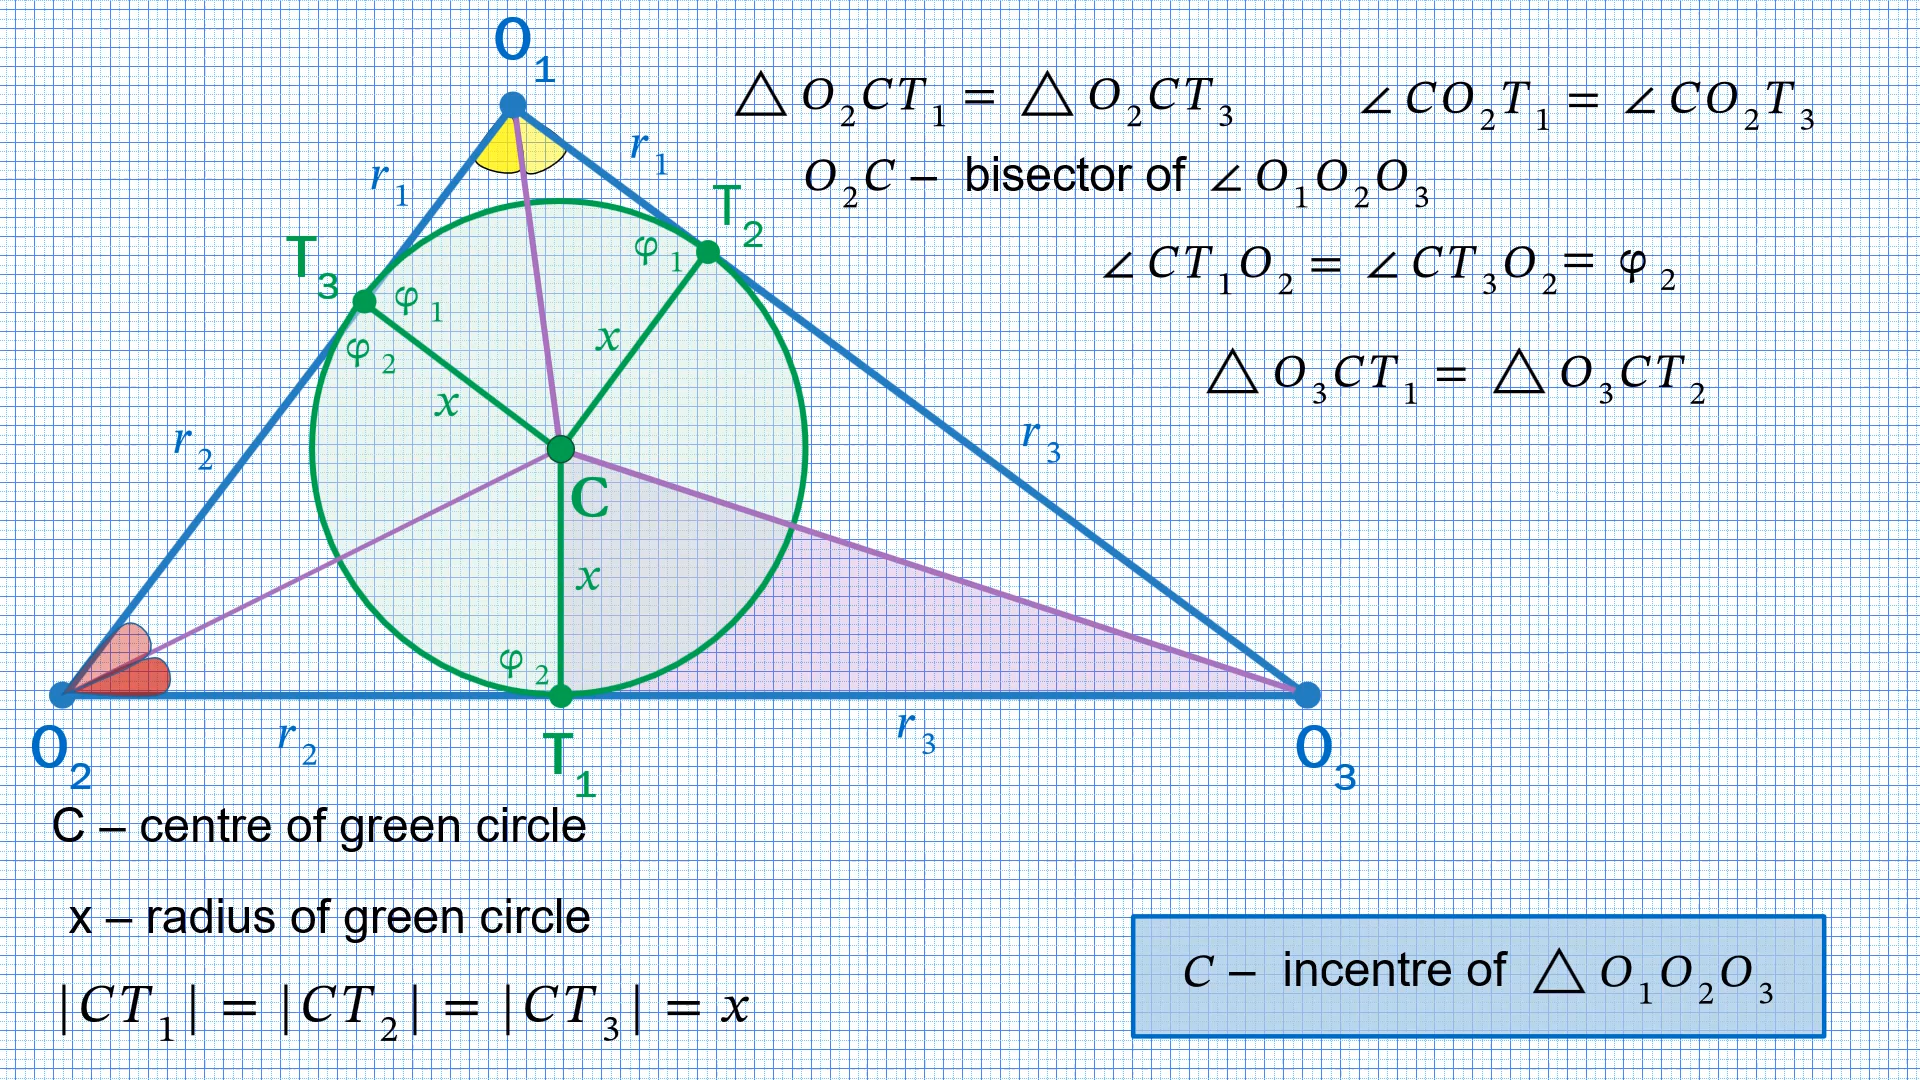 O₁
△O₂CT₁ = △O₂CT₃ ∠CO₂T₁ = ∠CO₂T₃
r₁ r₁
O₂C – bisector of ∠O₁O₂O₃
T₂
T₃ φ₁
∠CT₁O₂ = ∠CT₃O₂ = φ₂
φ₁
φ₂ x
△O₃CT₁ = △O₃CT₂
x
r₂ r₃
C
x
φ₂
r₂ r₃
O₂ T₁ O₃
C – centre of green circle
x – radius of green circle
C – incentre of △O₁O₂O₃
|CT₁| = |CT₂| = |CT₃| = x